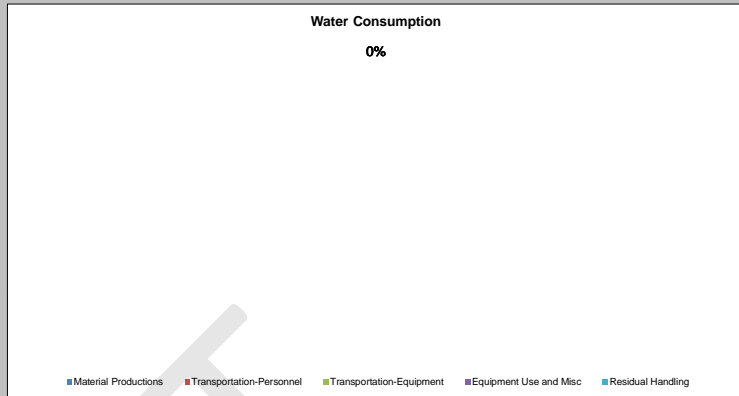 Water Consumption
0%
Material Productions Transportation-Personnel Transportation-Equipment Equipment Use and Misc Residual Handling